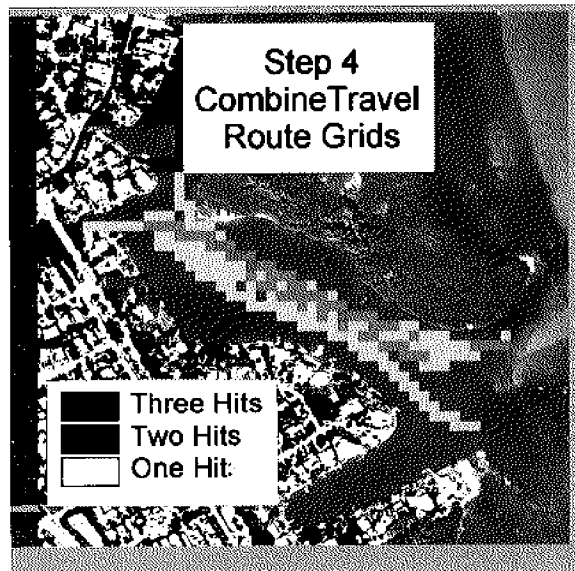 Step 4
CombineTravel
Route Grids
Three Hits
Two Hits
One Hit: